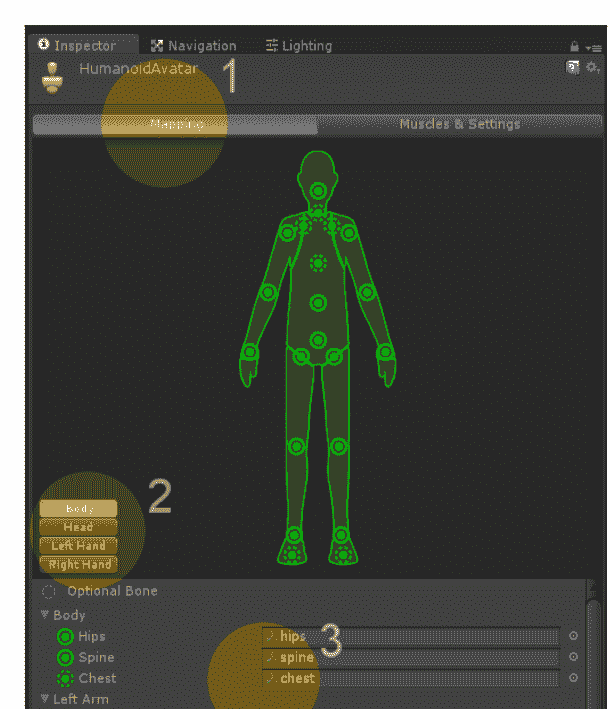 Inspector Navigation Lighting
HumanoidAvatar 1
Mapping Muscles & Settings
2
Body
Head
Left Hand
Right Hand
Optional Bone
Body
Hips hips 3
Spine spine
Chest chest
Left Arm